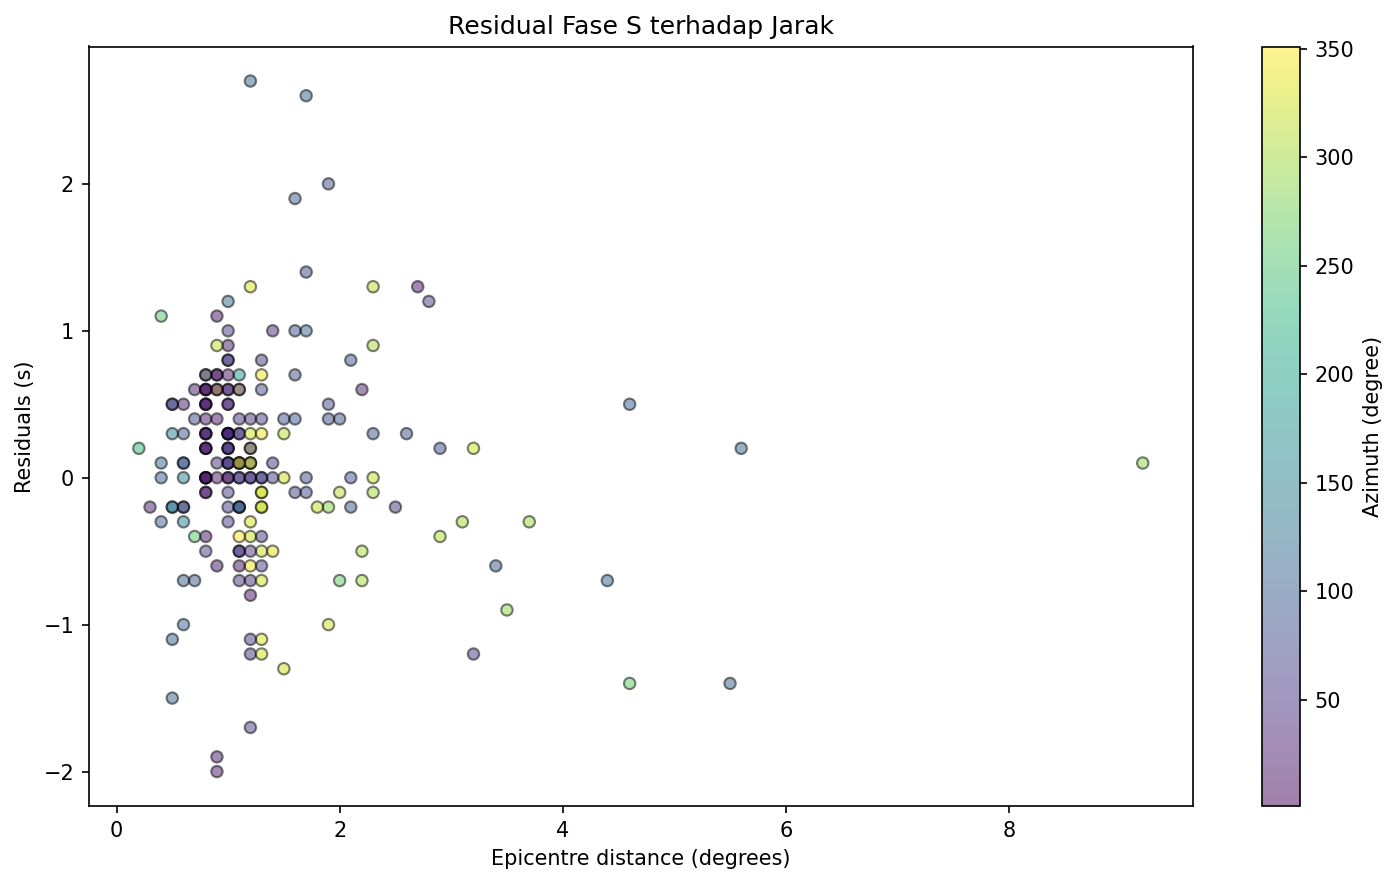 Residual Fase S terhadap Jarak
Residuals (s)
2
1
0
−1
−2
0 2 4 6 8
Epicentre distance (degrees)
350
300
250
200
150
100
50
Azimuth (degree)